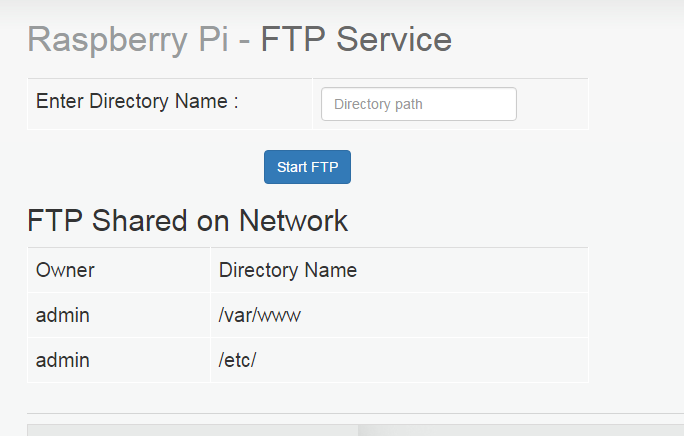 Raspberry Pi - FTP Service
Enter Directory Name : Directory path
Start FTP
FTP Shared on Network
Owner Directory Name
admin /var/www
admin /etc/